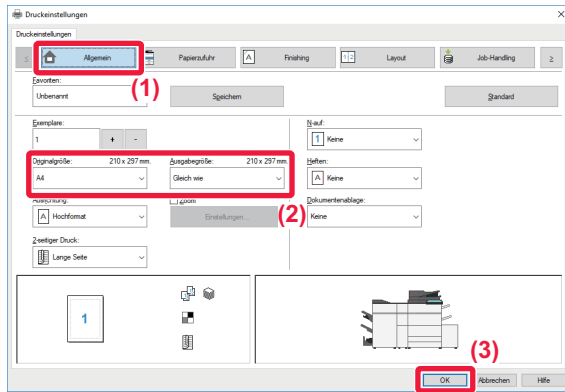 Druckeinstellungen
Druckeinstellungen
Allgemein
Papierzufuhr
A
Finishing
1 2
Layout
Job-Handling
(1)
Favoriten:
Unbenannt
Speichern
Standard
Exemplare:
1
+ -
N-auf:
1 Keine
Originalgröße: 210 x 297 mm.
Ausgabegröße: 210 x 297 mm.
A4
Gleich wie
Heften:
A Keine
Ausrichtung:
Zoom
Dokumentenablage:
A Hochformat
Einstellungen...
(2)
Keine
2-seitiger Druck:
Lange Seite
1
(3)
OK
Abbrechen
Hilfe